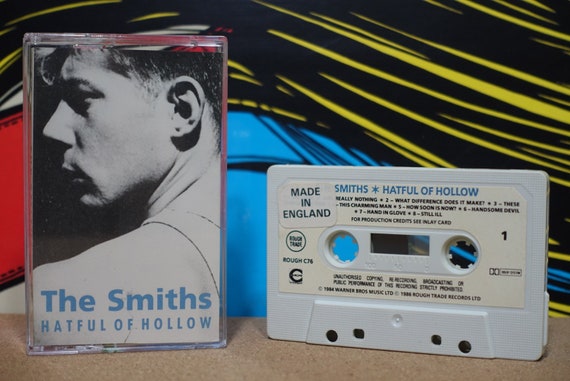 The Smiths
The Smiths
HATFUL OF HOLLOW
MADE IN
ENGLAND
SMITHS ✶ HATFUL OF HOLLOW
REALLY NOTHING ✶ 2 – WHAT DIFFERENCE DOES IT MAKE? ✶ 3 – THESE
– THIS CHARMING MAN ✶ 5 – HOW SOON IS NOW? ✶ 6 – HANDSOME DEVIL
✶ 7 – HAND IN GLOVE ✶ 8 – STILL ILL
FOR PRODUCTION CREDITS SEE INLAY CARD
ROUGH
TRADE
1
ROUGH C76
UNAUTHORISED COPYING, RE-RECORDING, BROADCASTING OR
PUBLIC PERFORMANCE OF THIS RECORDING STRICTLY PROHIBITED
© 1984 WARNER BROS MUSIC LTD ℗ 1986 ROUGH TRADE RECORDS LTD